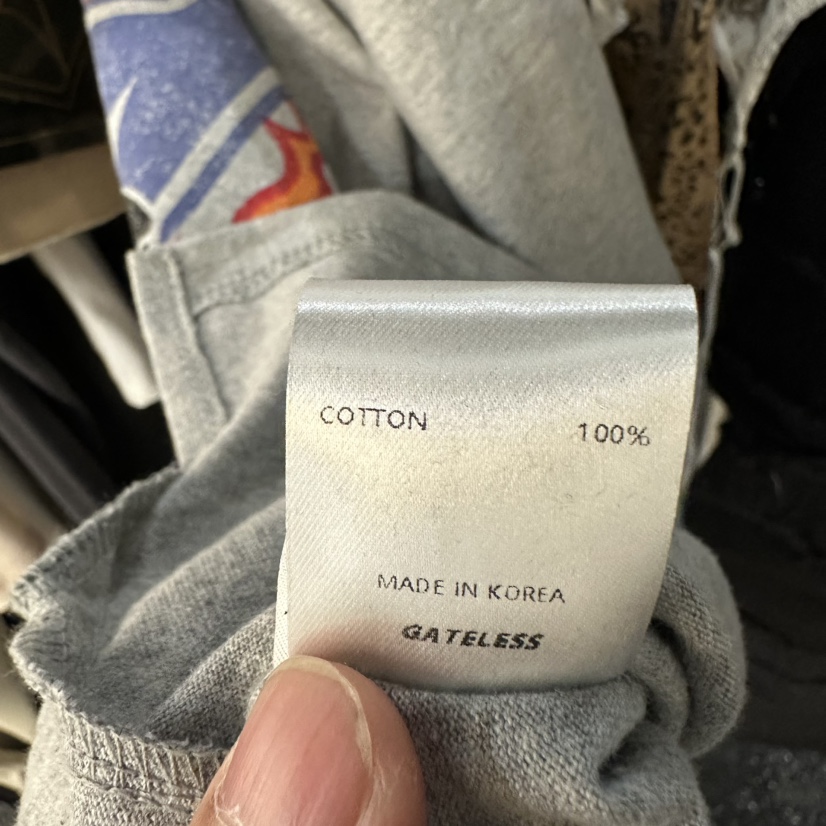 COTTON 100%
MADE IN KOREA
GATELESS